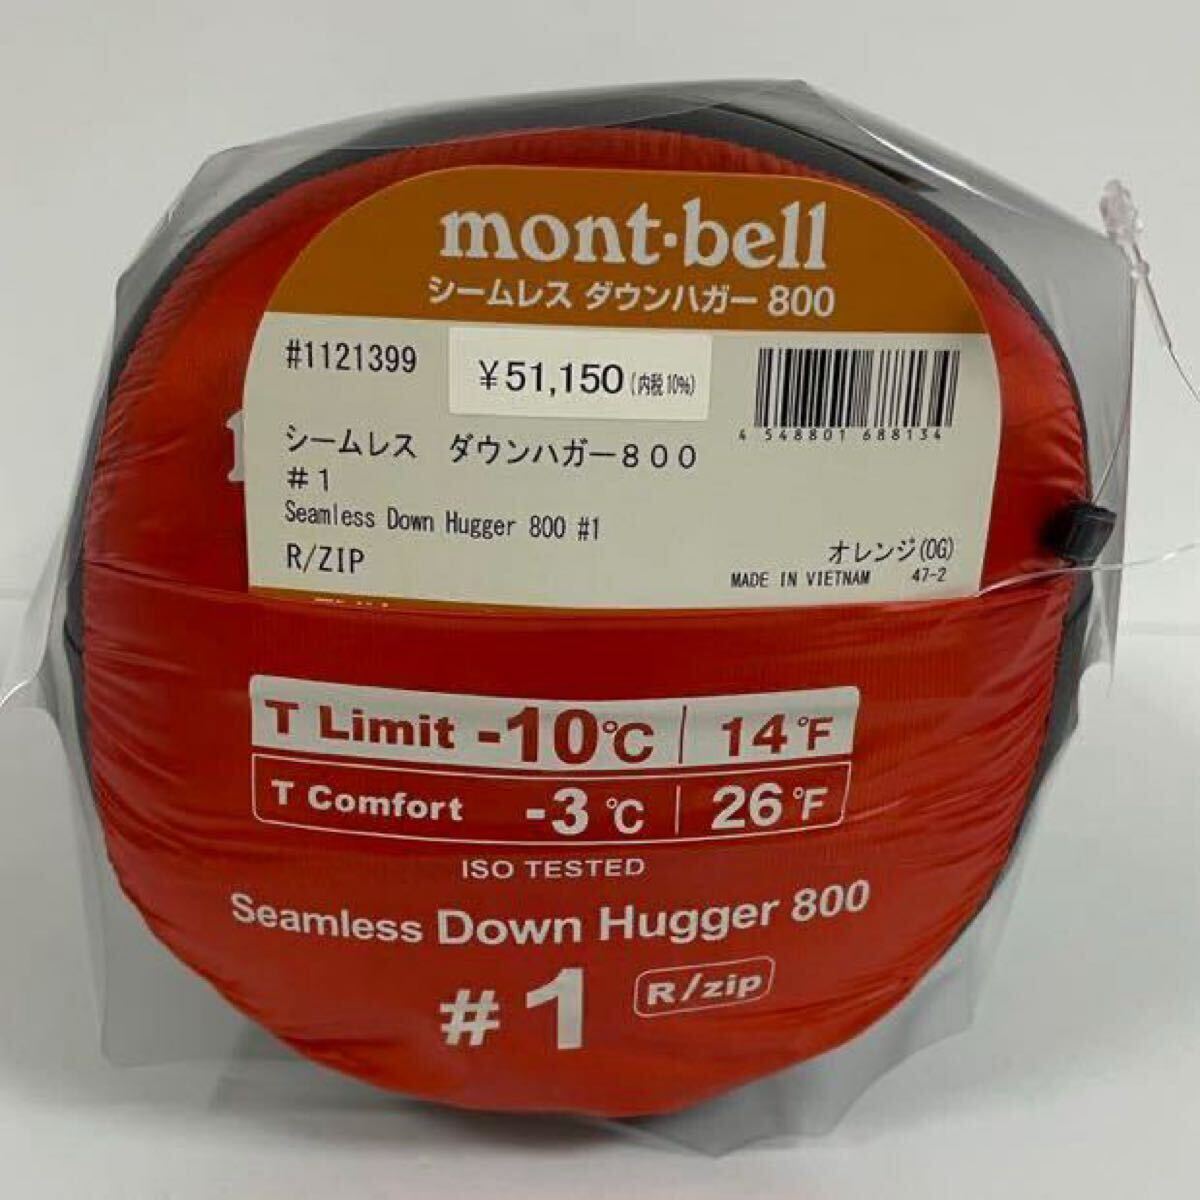 mont·bell
シームレス ダウンハガー 800
#1121399
¥51,150(内税10%)
4 548801 688134
シームレス ダウンハガー８００
＃１
Seamless Down Hugger 800 #1
R/ZIP
オレンジ(OG)
MADE IN VIETNAM 47-2
T Limit -10℃ 14°F
T Comfort -3℃ 26°F
ISO TESTED
Seamless Down Hugger 800
#1 R/zip